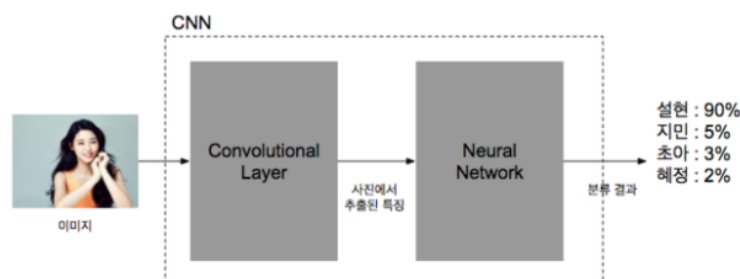 CNN
Convolutional
Layer
Neural
Network
이미지
사진에서
추출된 특징
분류 결과
설현 : 90%
지민 : 5%
초아 : 3%
혜정 : 2%